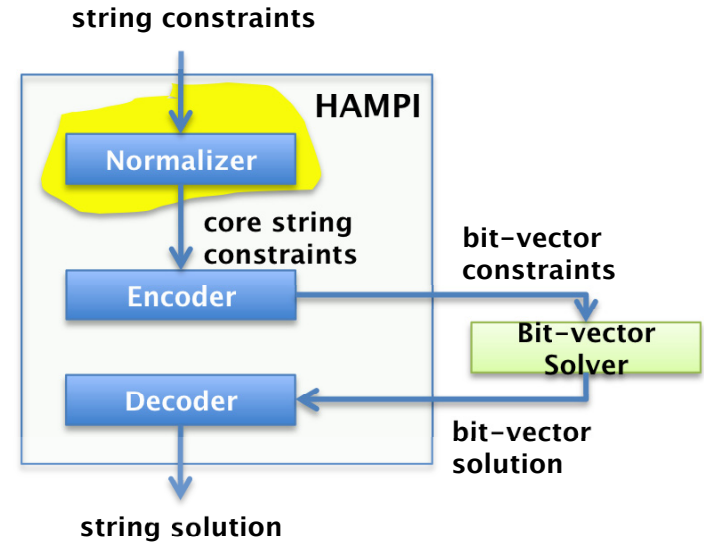 string constraints
HAMPI
Normalizer
core string
constraints
bit-vector
constraints
Encoder
Bit-vector
Solver
Decoder
bit-vector
solution
string solution